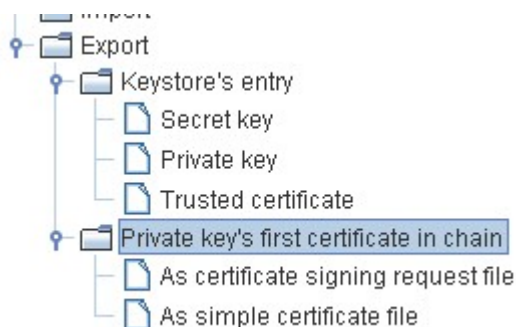 Import
Export
Keystore's entry
Secret key
Private key
Trusted certificate
Private key's first certificate in chain
As certificate signing request file
As simple certificate file